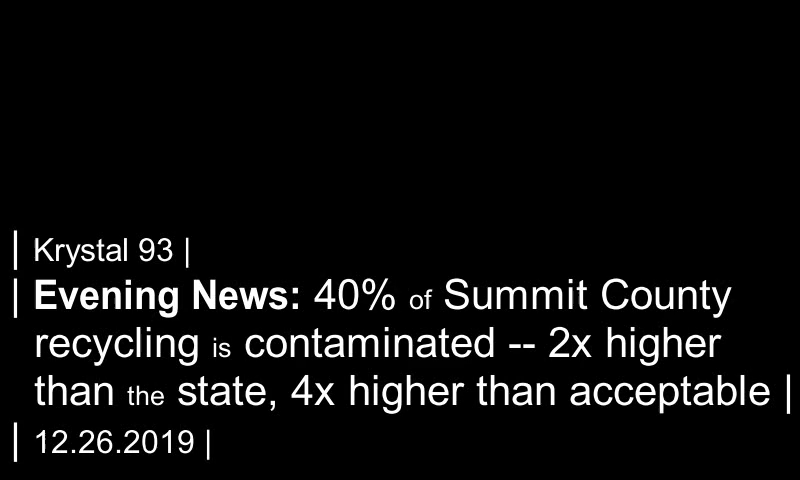 | Krystal 93 |
| Evening News: 40% of Summit County
recycling is contaminated -- 2x higher
than the state, 4x higher than acceptable |
| 12.26.2019 |